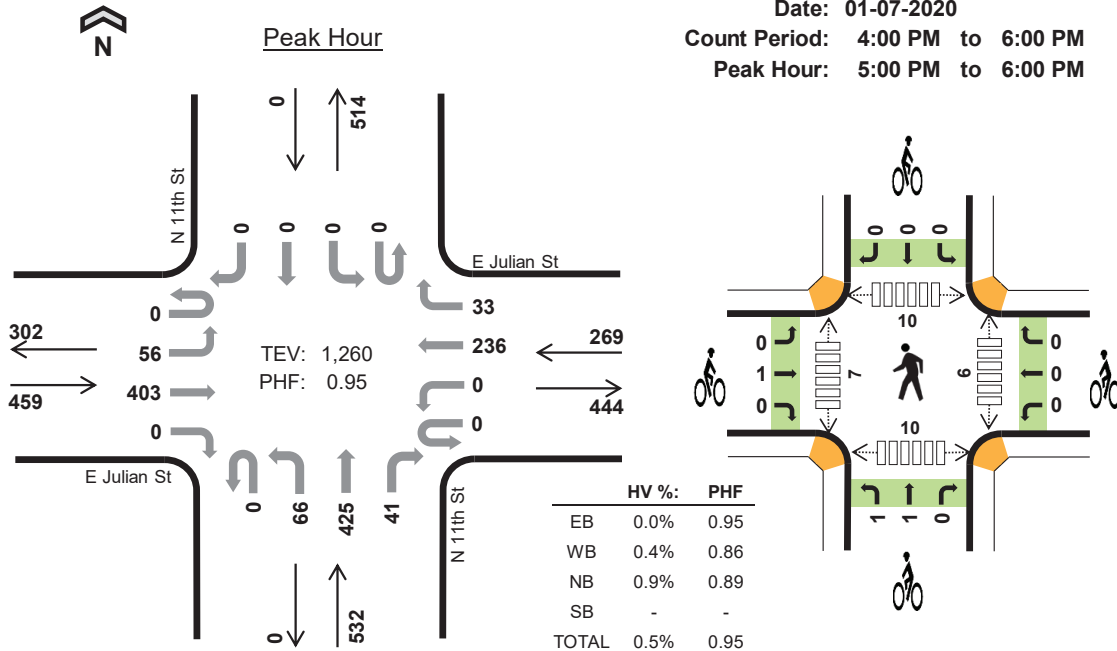 Date: 01-07-2020
Count Period: 4:00 PM to 6:00 PM
Peak Hour: 5:00 PM to 6:00 PM
N
Peak Hour
0
514
N 11th St
0 0 0 0
E Julian St
0
56
403
0
302
459
TEV: 1,260
PHF: 0.95
33
236
0
0
269
444
E Julian St
0 66 425 41
N 11th St
0
532
HV %: PHF
EB 0.0% 0.95
WB 0.4% 0.86
NB 0.9% 0.89
SB - -
TOTAL 0.5% 0.95
0 0 0
10
0
1
0
7
6
0
0
0
10
1 1 0